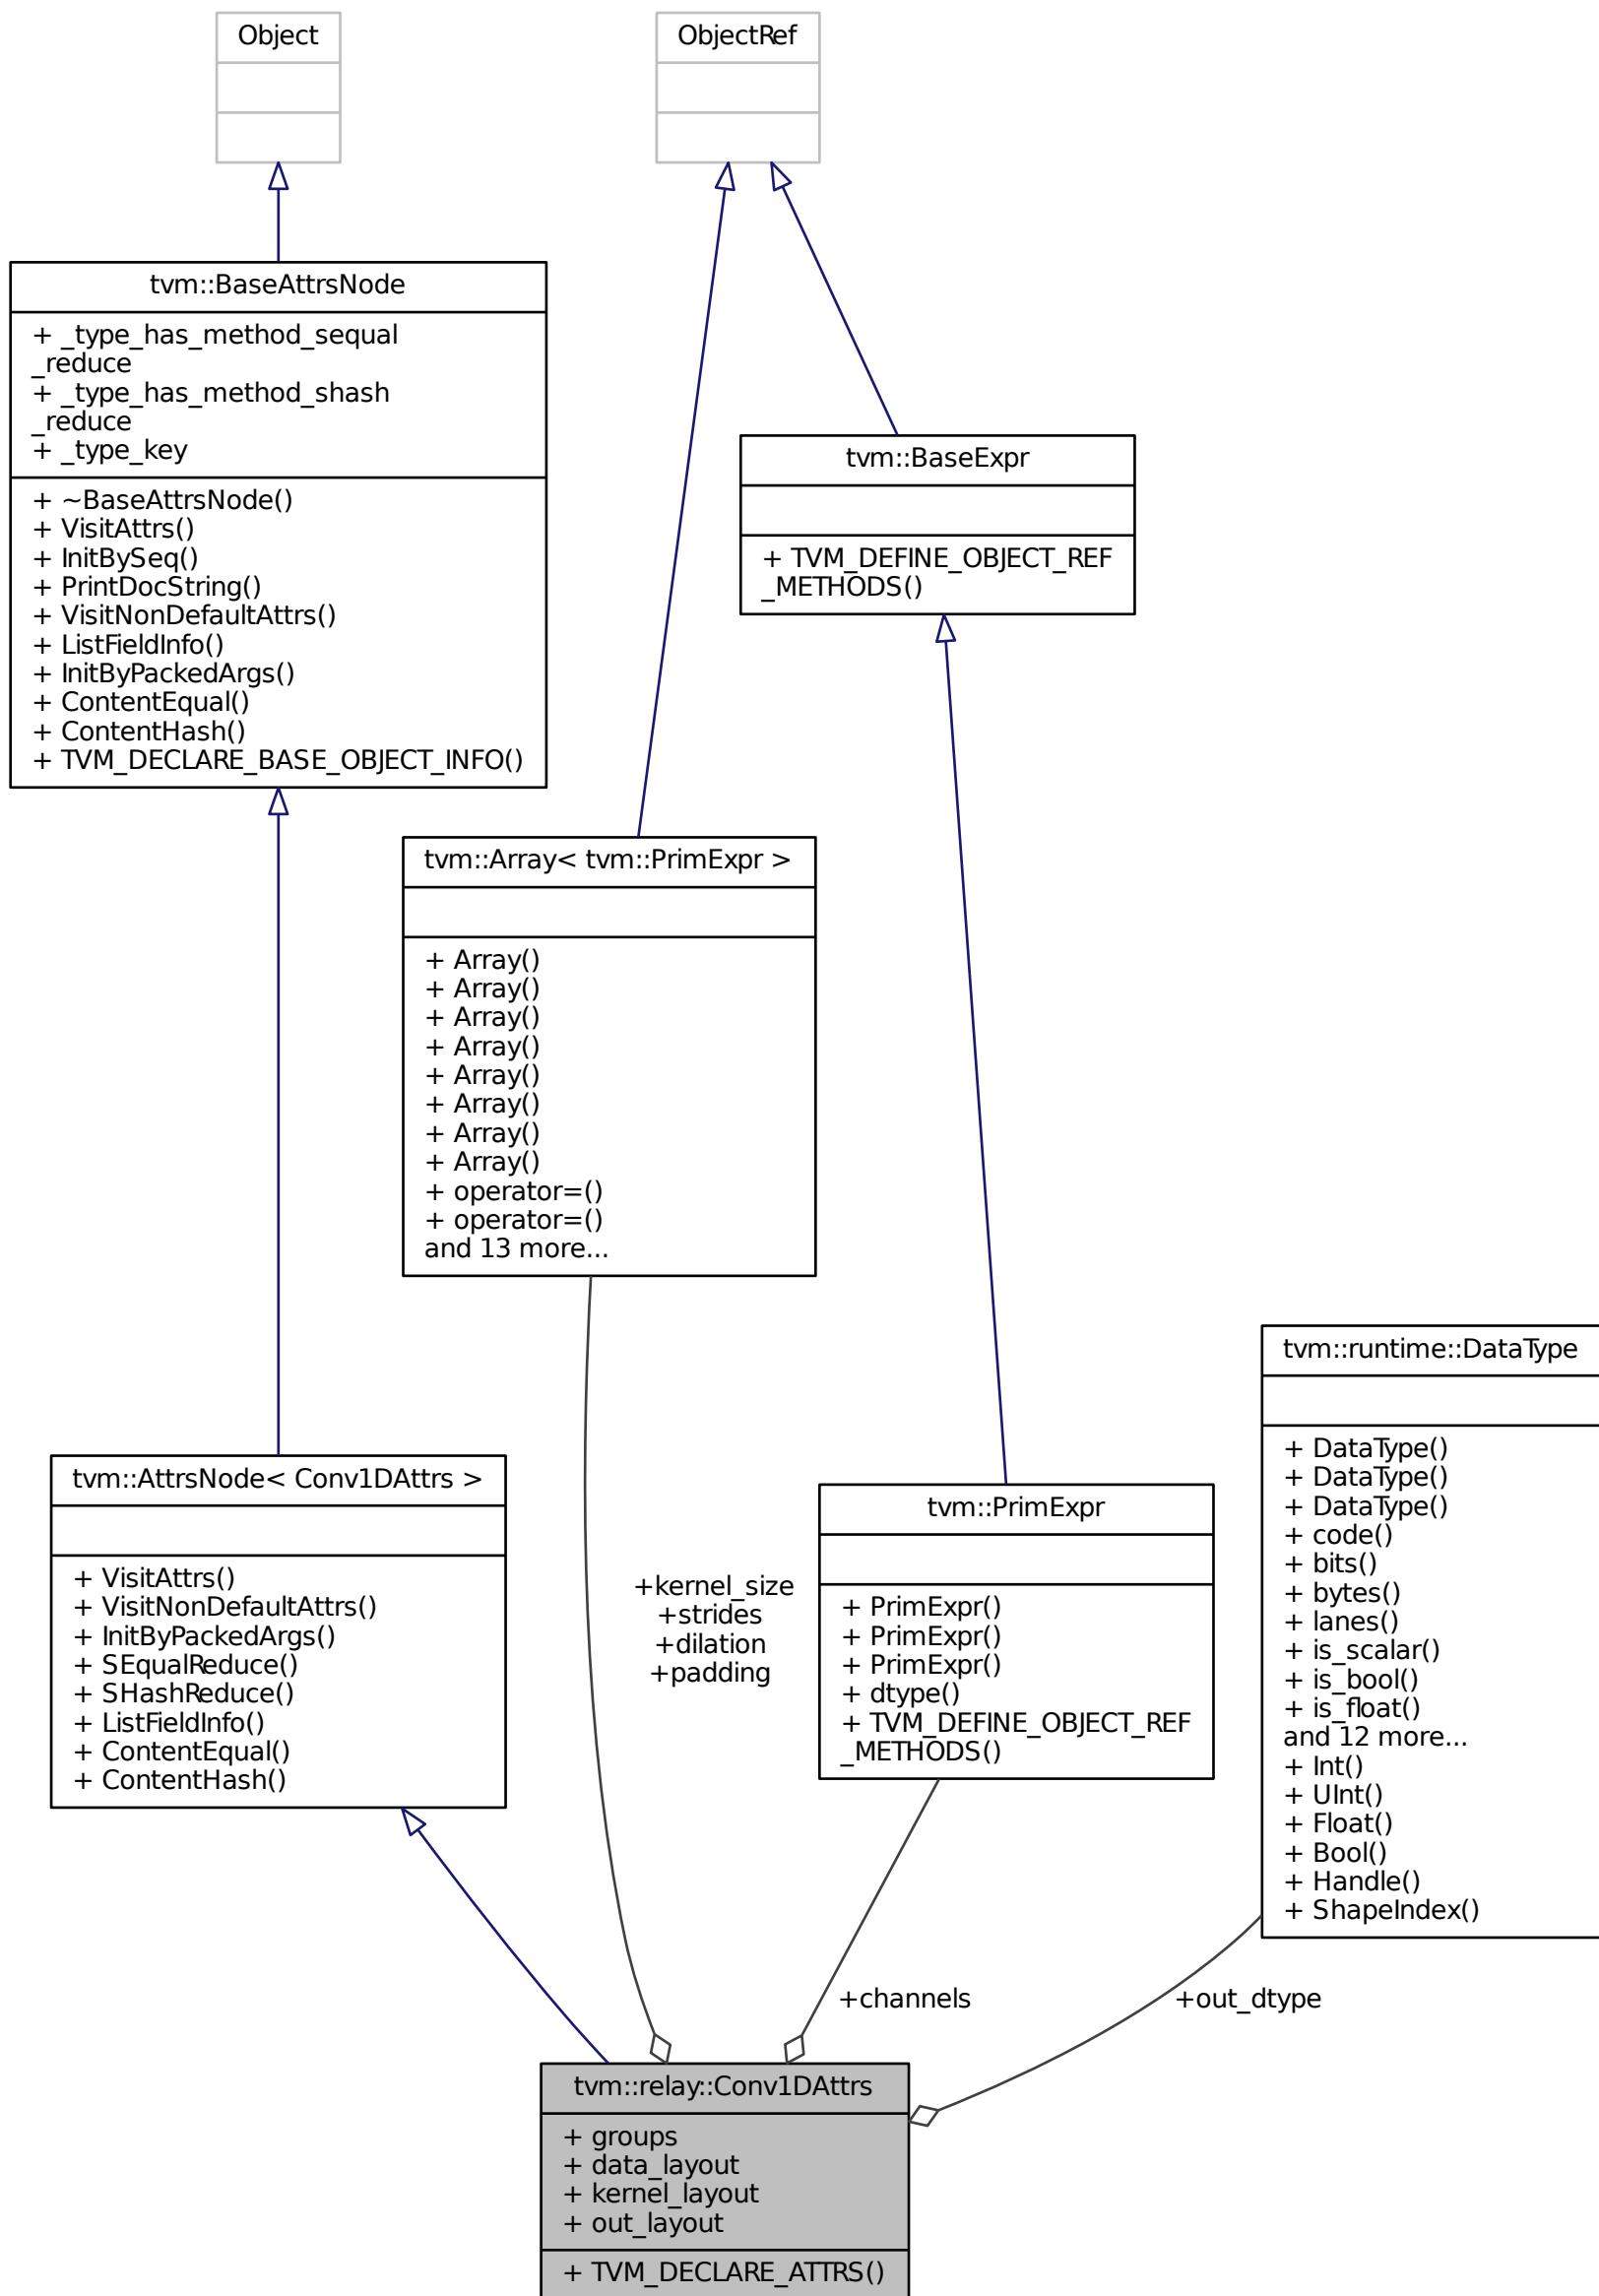 Object
ObjectRef
tvm::BaseAttrsNode
+ _type_has_method_sequal
_reduce
+ _type_has_method_shash
_reduce
+ _type_key
+ ~BaseAttrsNode()
+ VisitAttrs()
+ InitBySeq()
+ PrintDocString()
+ VisitNonDefaultAttrs()
+ ListFieldInfo()
+ InitByPackedArgs()
+ ContentEqual()
+ ContentHash()
+ TVM_DECLARE_BASE_OBJECT_INFO()
tvm::BaseExpr
+ TVM_DEFINE_OBJECT_REF
_METHODS()
tvm::Array< tvm::PrimExpr >
+ Array()
+ Array()
+ Array()
+ Array()
+ Array()
+ Array()
+ Array()
+ Array()
+ operator=()
+ operator=()
and 13 more...
tvm::runtime::DataType
+ DataType()
+ DataType()
+ DataType()
+ code()
+ bits()
+ bytes()
+ lanes()
+ is_scalar()
+ is_bool()
+ is_float()
and 12 more...
+ Int()
+ UInt()
+ Float()
+ Bool()
+ Handle()
+ ShapeIndex()
tvm::AttrsNode< Conv1DAttrs >
+ VisitAttrs()
+ VisitNonDefaultAttrs()
+ InitByPackedArgs()
+ SEqualReduce()
+ SHashReduce()
+ ListFieldInfo()
+ ContentEqual()
+ ContentHash()
+kernel_size
+strides
+dilation
+padding
tvm::PrimExpr
+ PrimExpr()
+ PrimExpr()
+ PrimExpr()
+ dtype()
+ TVM_DEFINE_OBJECT_REF
_METHODS()
+channels
+out_dtype
tvm::relay::Conv1DAttrs
+ groups
+ data_layout
+ kernel_layout
+ out_layout
+ TVM_DECLARE_ATTRS()